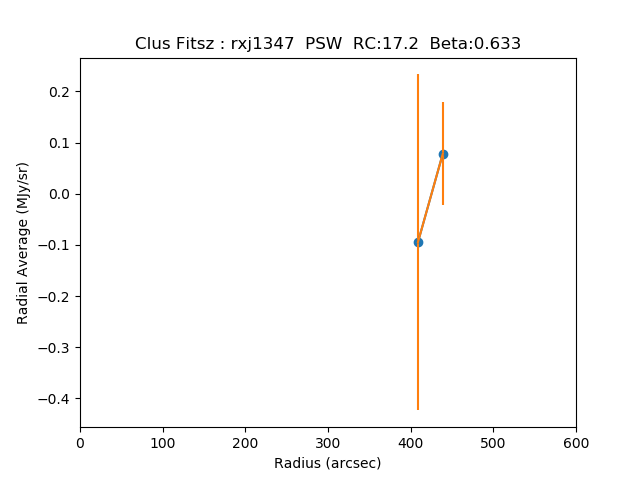 Clus Fitsz : rxj1347  PSW  RC:17.2  Beta:0.633
Radial Average (MJy/sr)
0.2
0.1
0.0
−0.1
−0.2
−0.3
−0.4
0 100 200 300 400 500 600
Radius (arcsec)